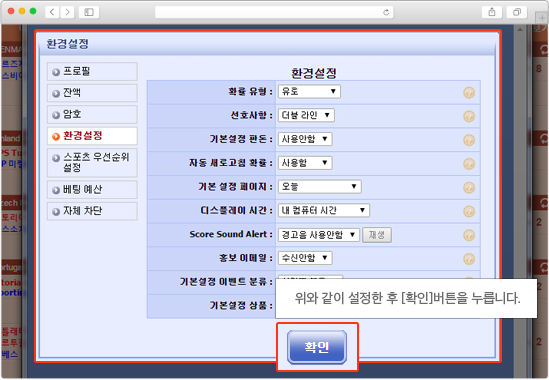 환경설정
프로필
잔액
암호
환경설정
스포츠 우선순위
설정
베팅 예산
자체 차단
환경설정
확률 유형 : 유로
선호사항 : 더블 라인
기본설정 판돈 : 사용안함
자동 새로고침 확률 : 사용함
기본 설정 페이지 : 오늘
디스플레이 시간 : 내 컴퓨터 시간
Score Sound Alert : 경고음 사용안함 재생
홍보 이메일 : 수신안함
기본설정 이벤트 분류 :
기본설정 상품 :
위와 같이 설정한 후 [확인]버튼을 누릅니다.
확인
8
2
2